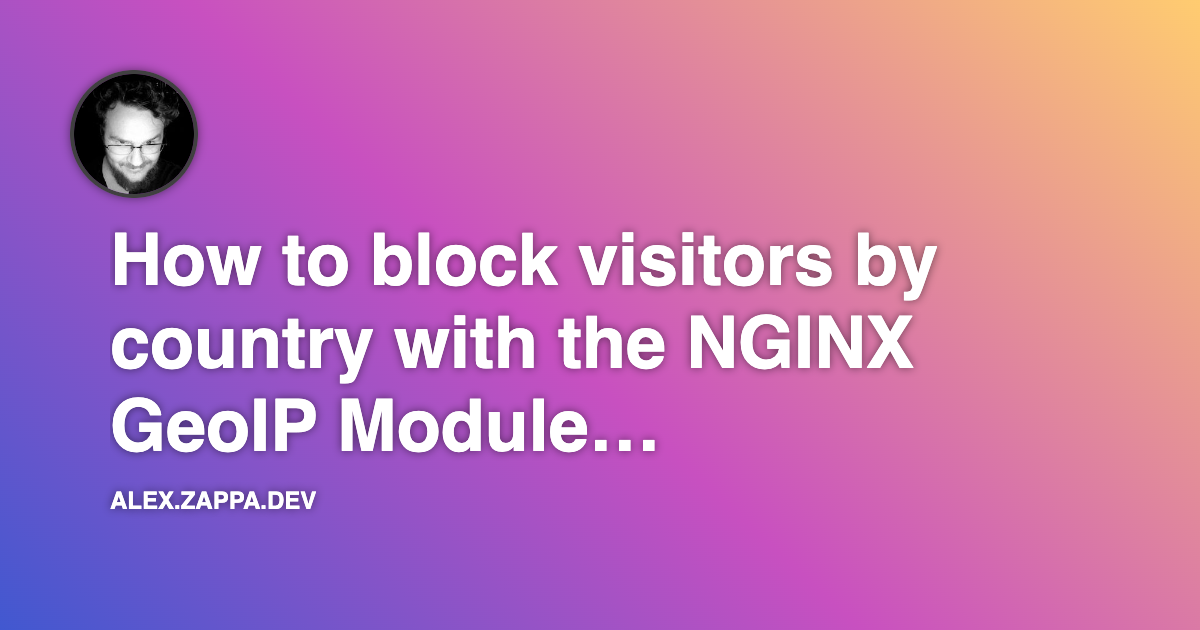 How to block visitors by
country with the NGINX
GeoIP Module…
ALEX.ZAPPA.DEV